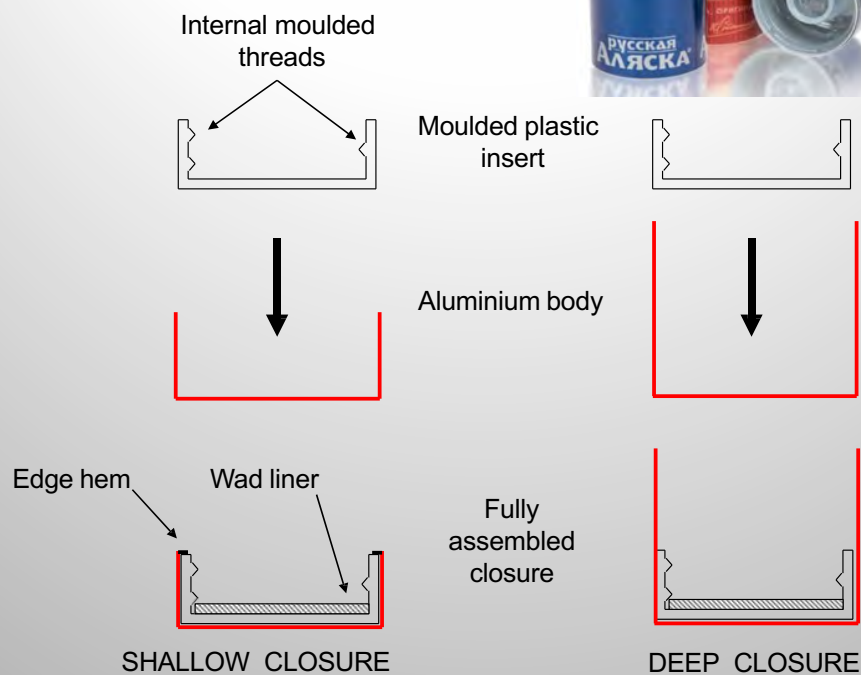 Internal moulded
threads
РУССКАЯ
АЛЯСКА®
Moulded plastic
insert
Aluminium body
Edge hem
Wad liner
Fully
assembled
closure
SHALLOW CLOSURE
DEEP CLOSURE